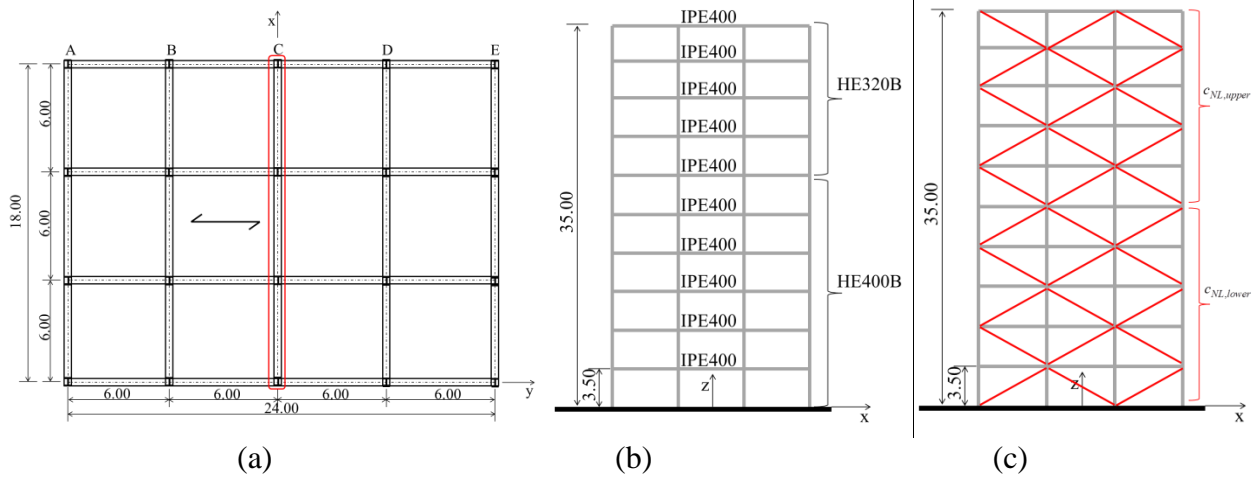 x
A B C D E
6.00
6.00
6.00
18.00
y
6.00 6.00 6.00 6.00
24.00
(a)
IPE400
IPE400
IPE400
IPE400
IPE400
IPE400
IPE400
IPE400
IPE400
IPE400
HE320B
HE400B
35.00
3.50
z
x
(b)
35.00
3.50
z
x
c_NL,upper
c_NL,lower
(c)